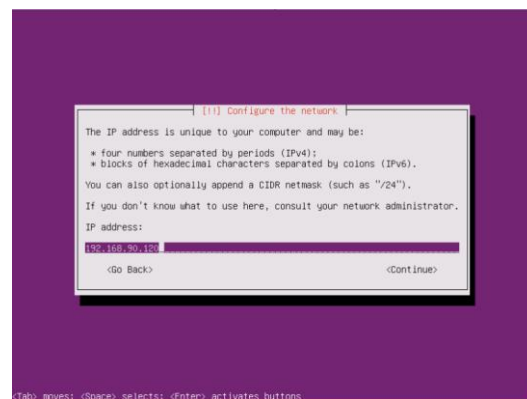 [!!] Configure the network
The IP address is unique to your computer and may be:
* four numbers separated by periods (IPv4);
* blocks of hexadecimal characters separated by colons (IPv6).
You can also optionally append a CIDR netmask (such as "/24").
If you don't know what to use here, consult your network administrator.
IP address:
192.168.90.120
<Go Back> <Continue>
<Tab> moves; <Space> selects; <Enter> activates buttons